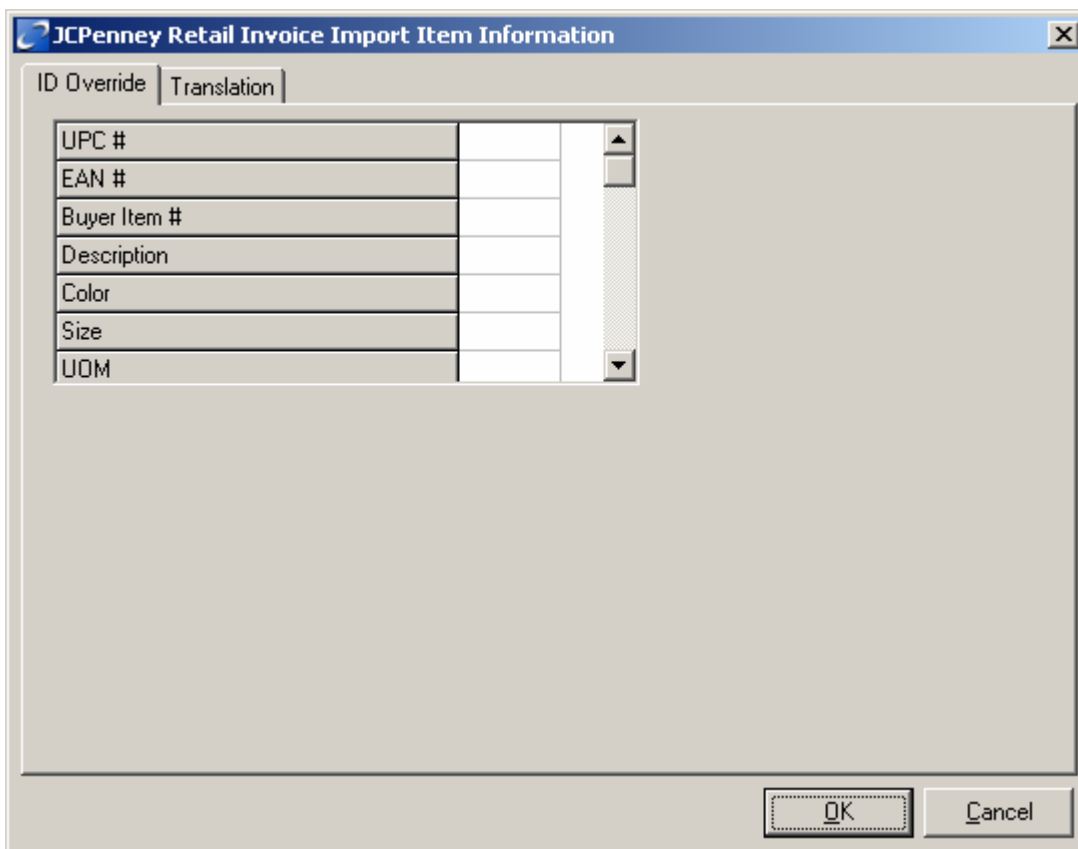 JCPenney Retail Invoice Import Item Information
ID Override
Translation
UPC #
EAN #
Buyer Item #
Description
Color
Size
UOM
OK
Cancel